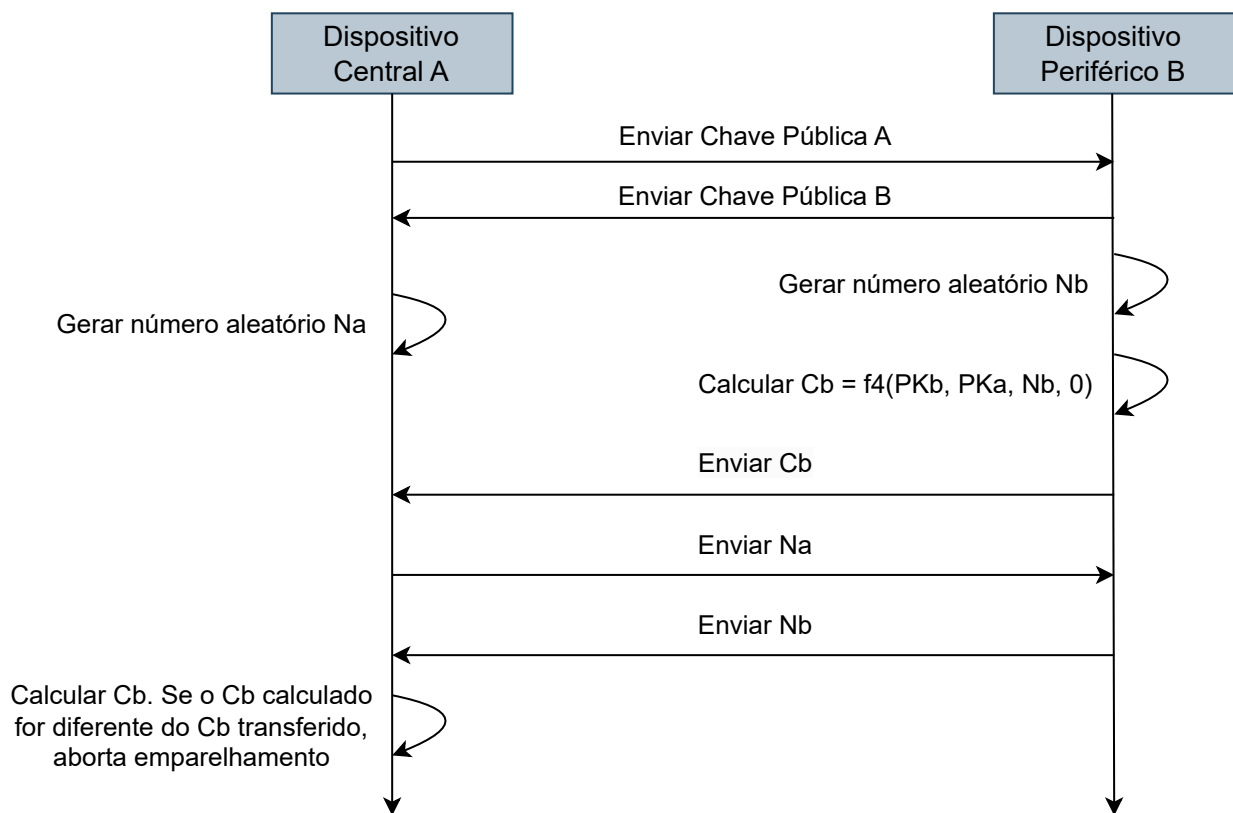 Dispositivo
Central A
Dispositivo
Periférico B
Enviar Chave Pública A
Enviar Chave Pública B
Gerar número aleatório Nb
Gerar número aleatório Na
Calcular Cb = f4(PKb, PKa, Nb, 0)
Enviar Cb
Enviar Na
Enviar Nb
Calcular Cb. Se o Cb calculado
for diferente do Cb transferido,
aborta emparelhamento